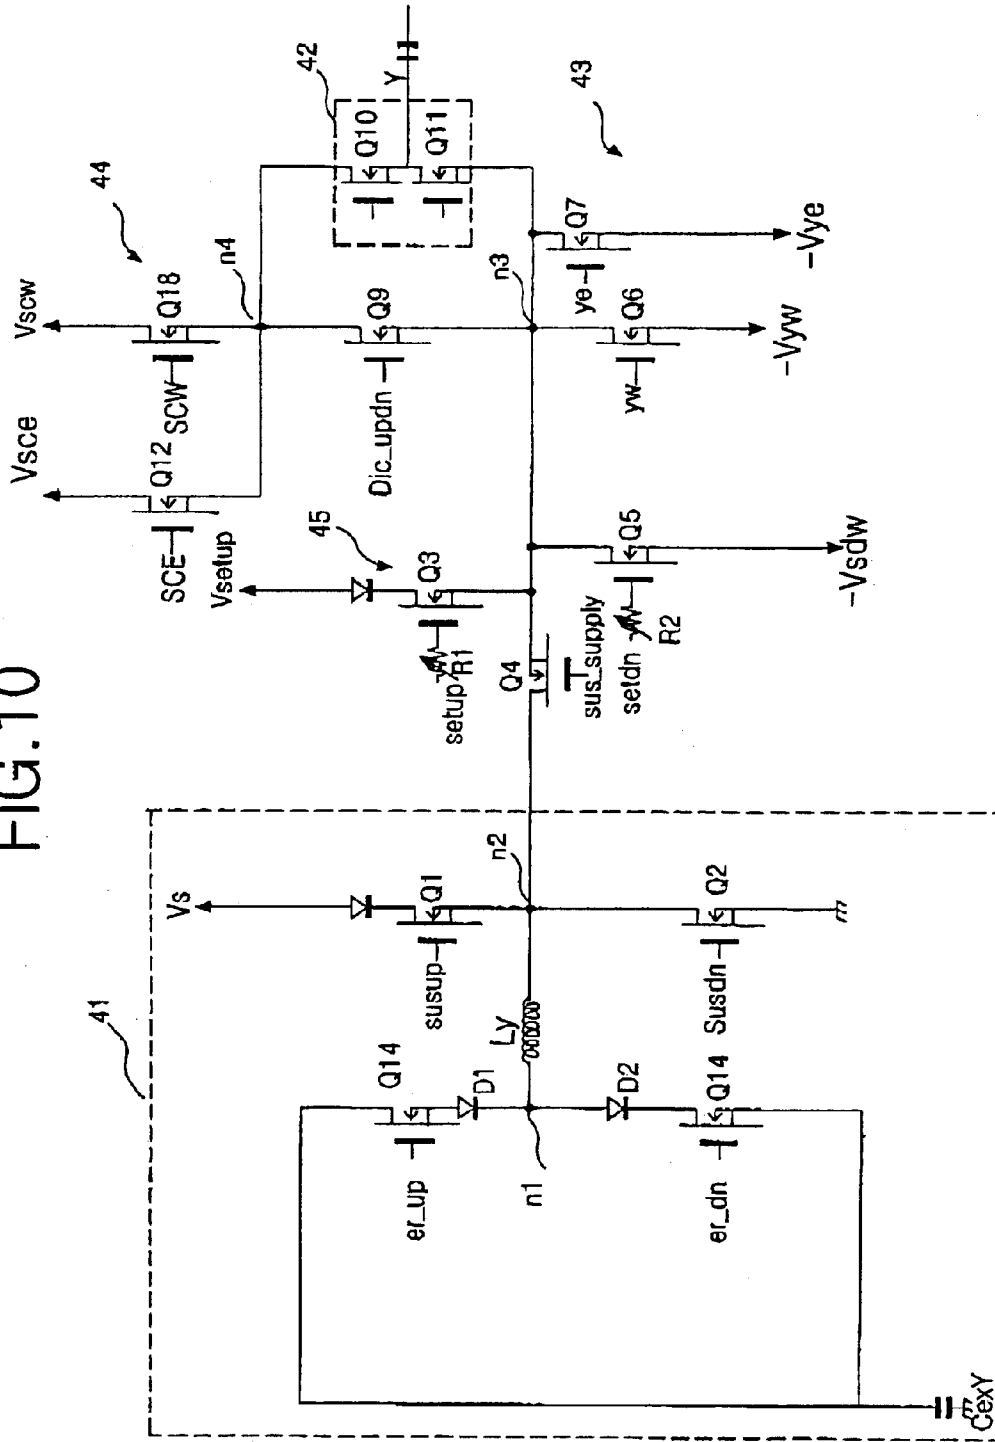 FIG.10
41
Vs
susup
Q1
n2
Ly
Susdn
Q2
er_up
Q14
D1
n1
D2
er_dn
Q14
CexY
Vsetup
45
setup
R1
Q3
Q4
sus_supply
setdn
R2
Q5
-Vsdw
Vsce
SCE
Q12
Vscw
SCW
Q18
44
n4
Dic_updn
Q9
n3
yw
Q6
-Vyw
ye
Q7
-Vye
42
Q10
Q11
Y
43